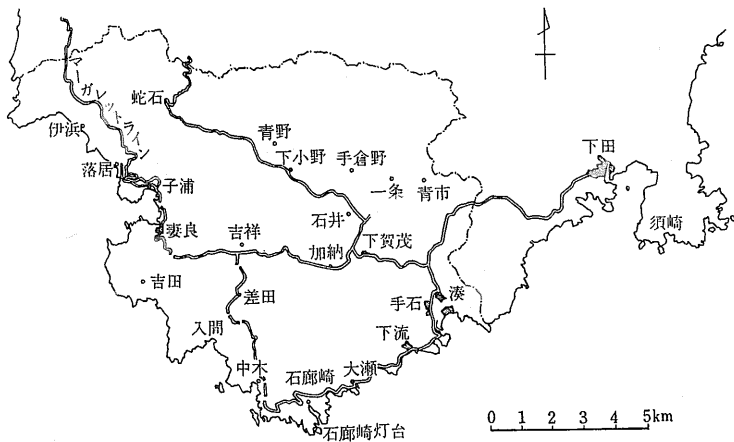 マーガレットライン
蛇石
伊浜
青野
下小野
手倉野
下田
落居
子浦
一条
青市
石井
須崎
妻良
吉祥
加納
下賀茂
吉田
差田
手石
湊
入間
下流
中木
石廊崎
大瀬
石廊崎灯台
0 1 2 3 4 5km